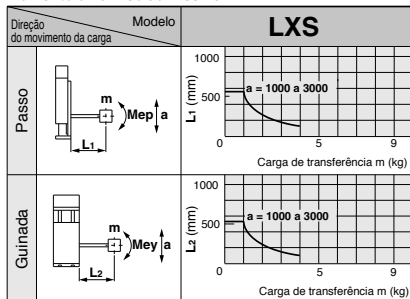 Modelo
Direção
do movimento da carga
LXS
Passo
m
Mep
a
L1
L1 (mm)
1000
500
0
a = 1000 a 3000
5
9
Carga de transferência m (kg)
Guinada
m
Mey
a
L2
L2 (mm)
1000
500
0
a = 1000 a 3000
5
9
Carga de transferência m (kg)